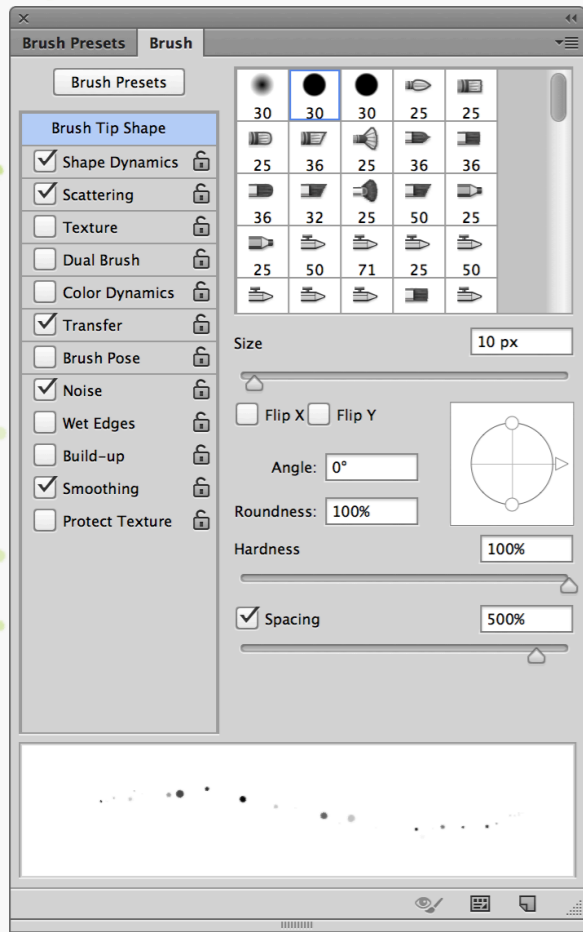 Brush Presets Brush
Brush Presets
30 30 30 25 25
Brush Tip Shape
25 36 25 36 36
Shape Dynamics
Scattering
36 32 25 50 25
Texture
Dual Brush
25 50 71 25 50
Color Dynamics
Transfer
Size 10 px
Brush Pose
Noise
Flip X Flip Y
Wet Edges
Build-up
Angle: 0°
Smoothing
Roundness: 100%
Protect Texture
Hardness 100%
Spacing 500%